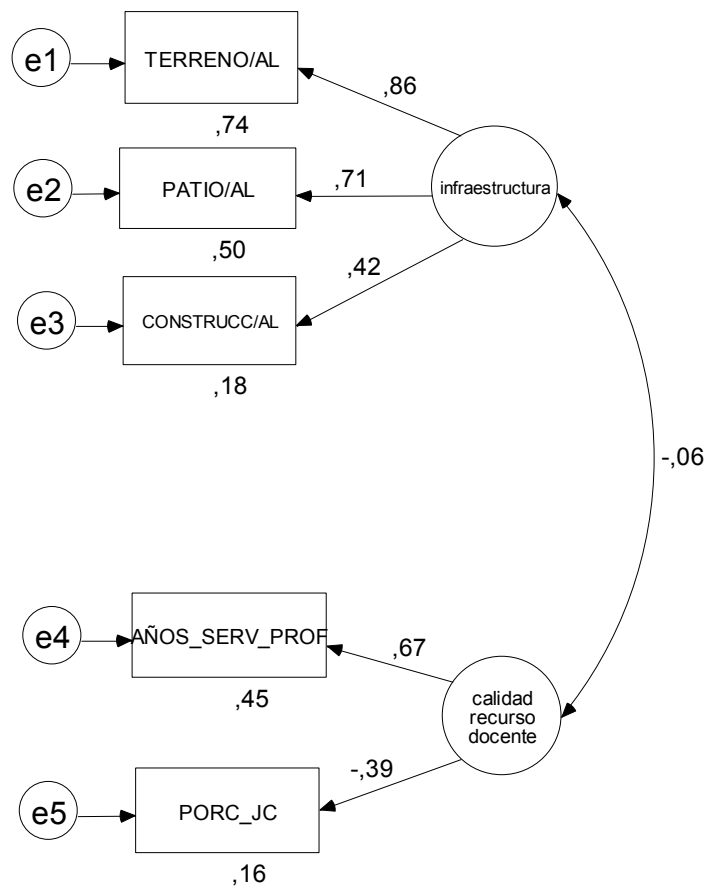 e1
TERRENO/AL
,86
,74
e2
PATIO/AL
,71
infraestructura
,50
,42
e3
CONSTRUCC/AL
,18
-,06
e4
AÑOS_SERV_PROF
,67
,45
calidad
recurso
docente
-,39
e5
PORC_JC
,16